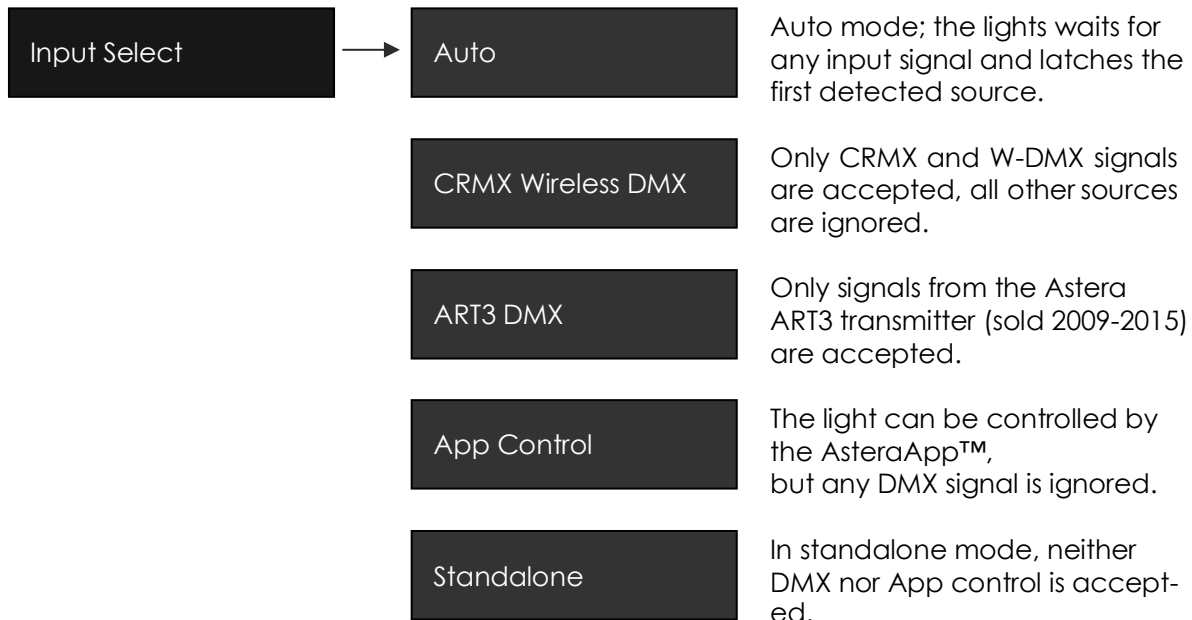 Input Select
Auto
Auto mode; the lights waits for
any input signal and latches the
first detected source.
CRMX Wireless DMX
Only CRMX and W-DMX signals
are accepted, all other sources
are ignored.
ART3 DMX
Only signals from the Astera
ART3 transmitter (sold 2009-2015)
are accepted.
App Control
The light can be controlled by
the AsteraApp™,
but any DMX signal is ignored.
Standalone
In standalone mode, neither
DMX nor App control is accept-
ed.